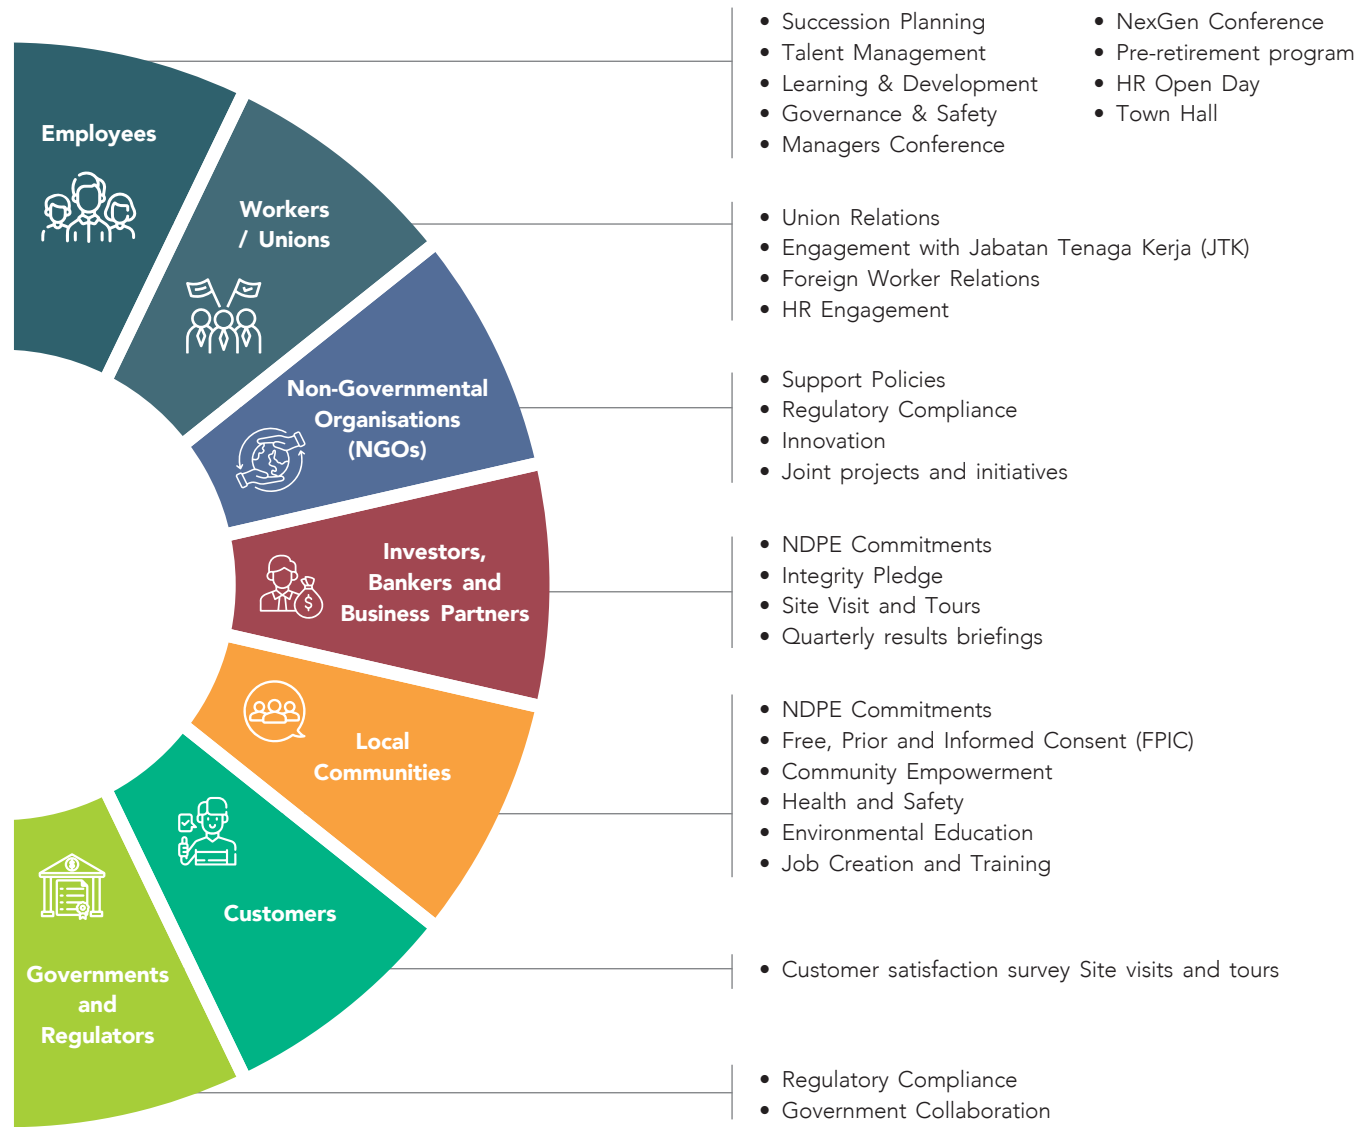 Employees
• Succession Planning
• Talent Management
• Learning & Development
• Governance & Safety
• Managers Conference
• NexGen Conference
• Pre-retirement program
• HR Open Day
• Town Hall
Workers
/ Unions
• Union Relations
• Engagement with Jabatan Tenaga Kerja (JTK)
• Foreign Worker Relations
• HR Engagement
Non-Governmental
Organisations
(NGOs)
• Support Policies
• Regulatory Compliance
• Innovation
• Joint projects and initiatives
Investors,
Bankers and
Business Partners
$
• NDPE Commitments
• Integrity Pledge
• Site Visit and Tours
• Quarterly results briefings
Local
Communities
• NDPE Commitments
• Free, Prior and Informed Consent (FPIC)
• Community Empowerment
• Health and Safety
• Environmental Education
• Job Creation and Training
Customers
• Customer satisfaction survey Site visits and tours
$
Governments
and
Regulators
• Regulatory Compliance
• Government Collaboration